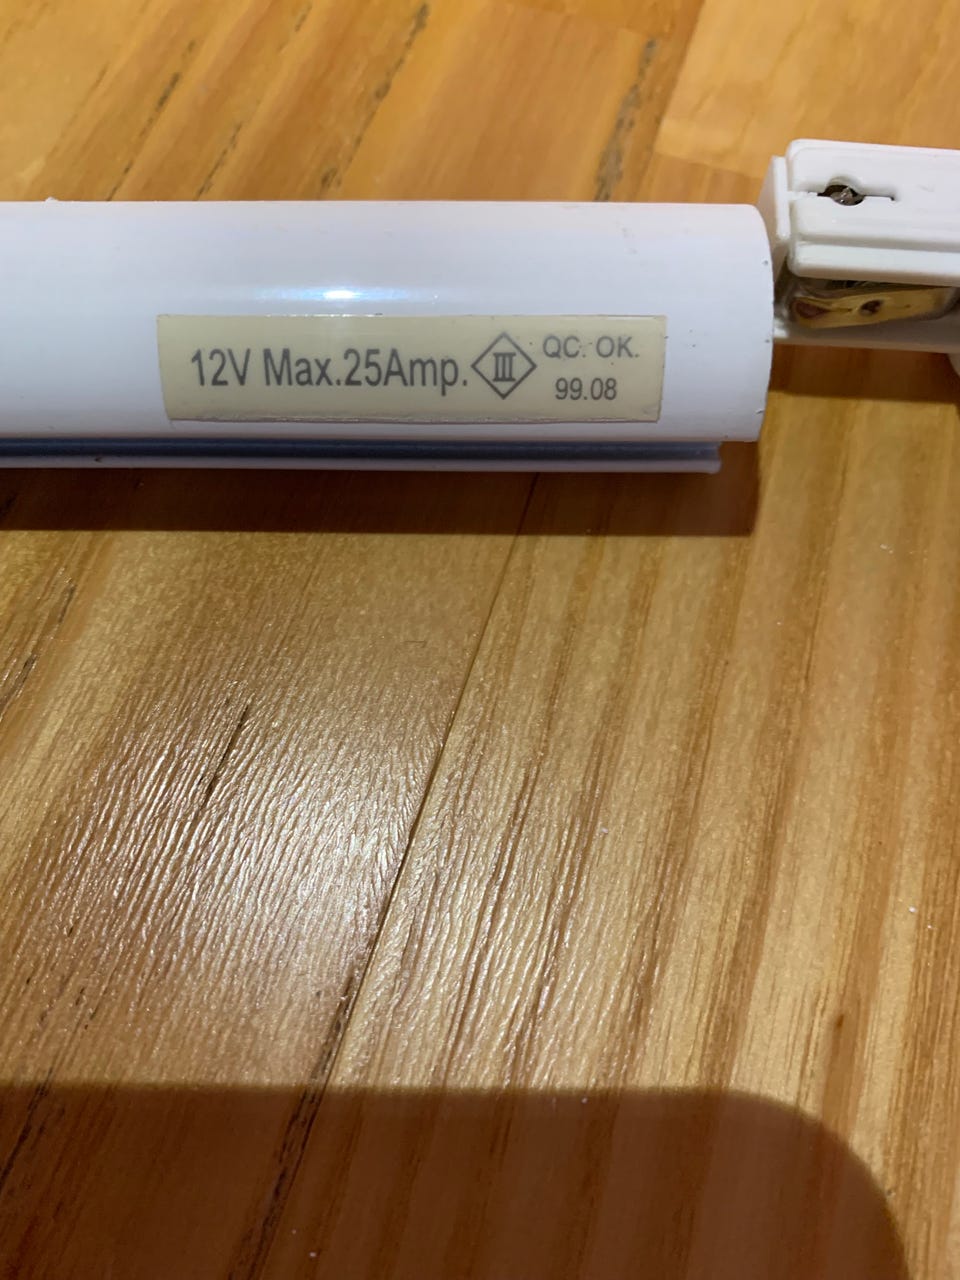 12V Max.25Amp. III QC. OK.
99.08